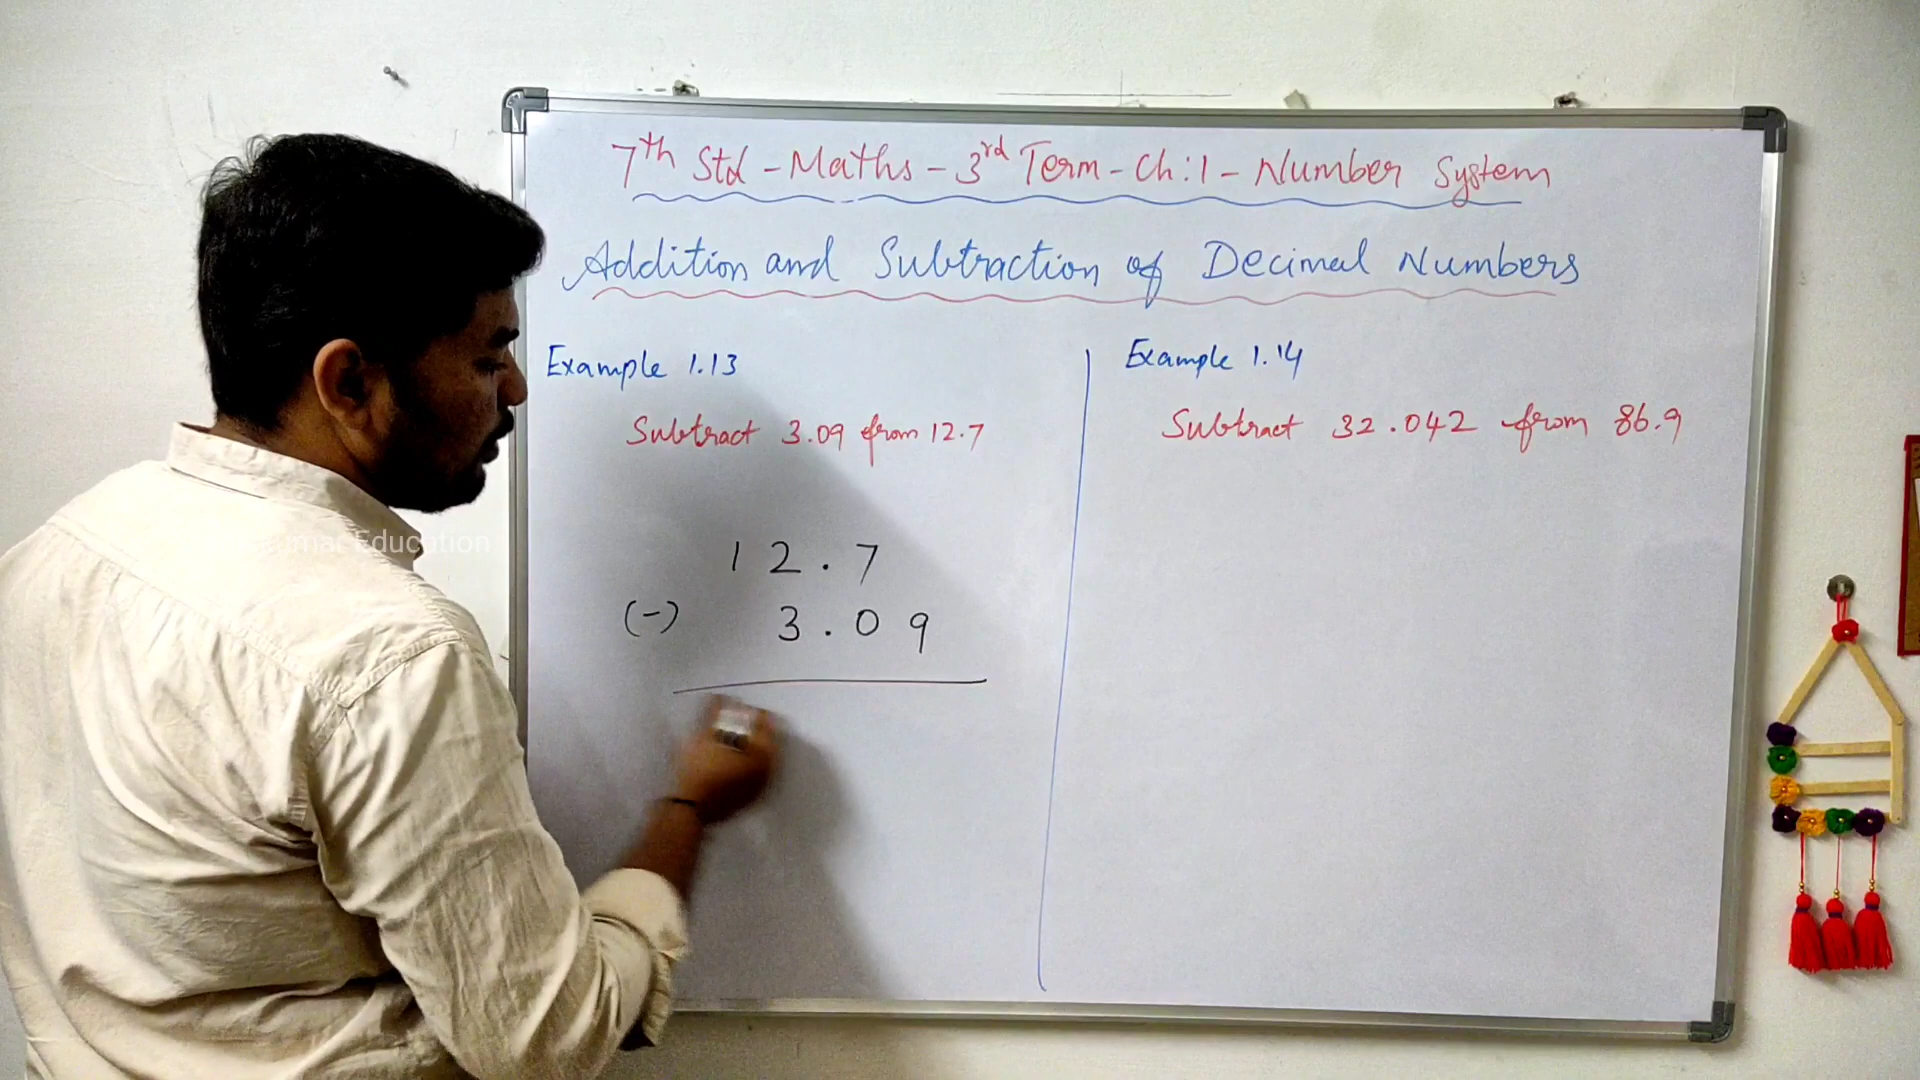 7th Std - Maths - 3rd Term - Ch:1 - Number System
Addition and Subtraction of Decimal Numbers
Example 1.13
Subtract 3.09 from 12.7
12.7
(-) 3.09
Example 1.14
Subtract 32.042 from 86.9
Education